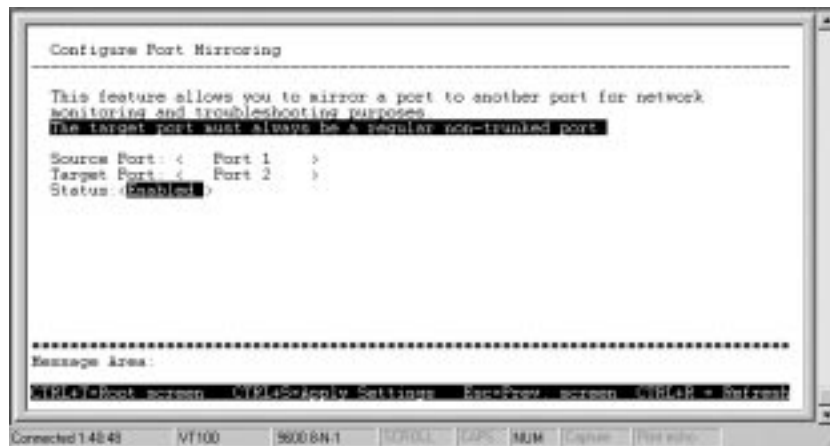 Configure Port Mirroring
This feature allows you to mirror a port to another port for network
monitoring and troubleshooting purposes
The target port must always be a regular non-trunked port
Source Port: < Port 1 >
Target Port: < Port 2 >
Status:<Enabled >
Message Area:
CTRL+T=Root screen CTRL+S=Apply Settings Esc=Prev. screen CTRL+R = Refresh
Connected 1:48:48 VT100 9600 8-N-1 SCROLL CAPS NUM Capture Print echo